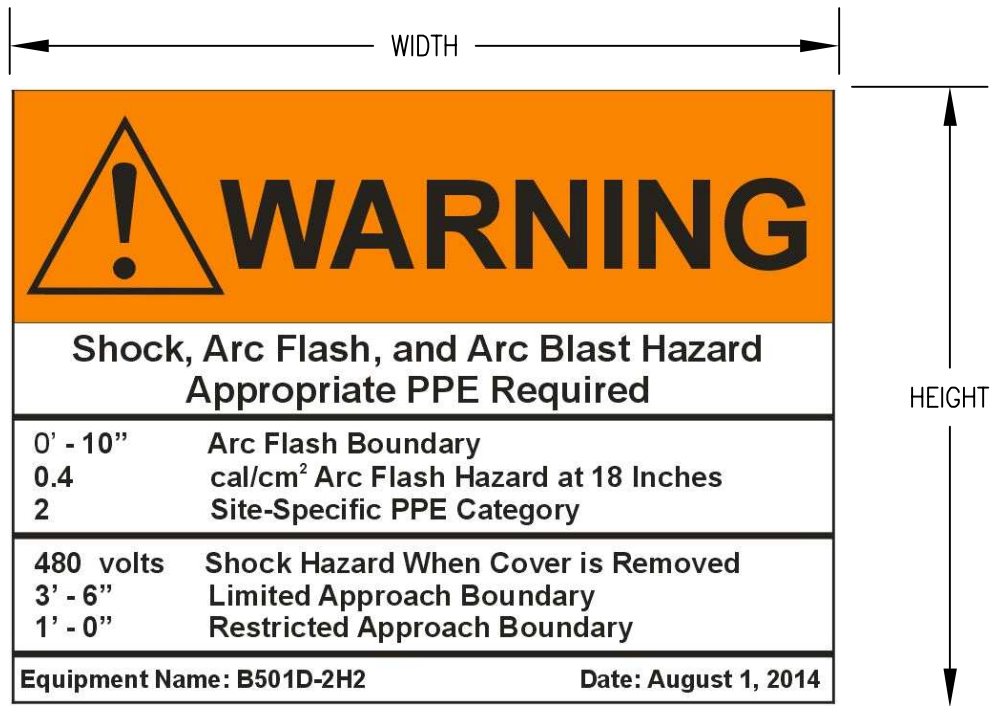 WIDTH
WARNING
Shock, Arc Flash, and Arc Blast Hazard
Appropriate PPE Required
HEIGHT
0’ - 10” Arc Flash Boundary
0.4 cal/cm² Arc Flash Hazard at 18 Inches
2 Site-Specific PPE Category
480 volts Shock Hazard When Cover is Removed
3’ - 6” Limited Approach Boundary
1’ - 0” Restricted Approach Boundary
Equipment Name: B501D-2H2 Date: August 1, 2014